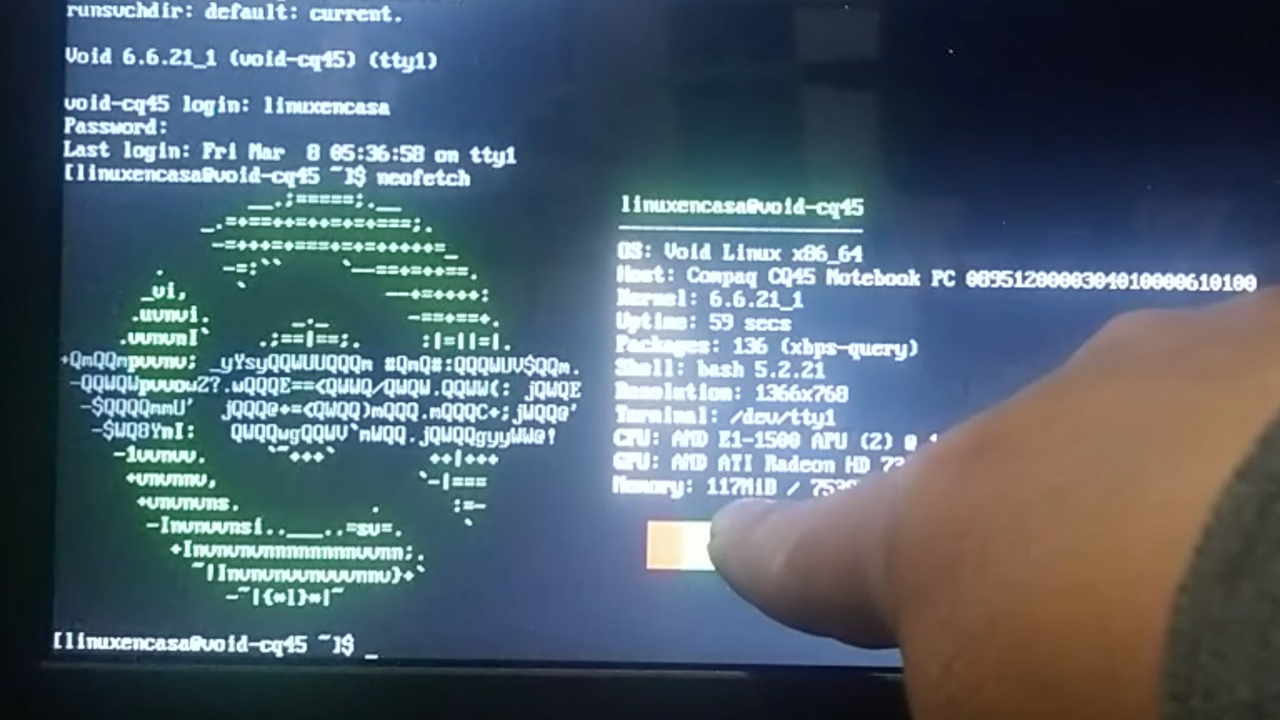 runsvchdir: default: current.
Void 6.6.21_1 (void-cq45) (tty1)
void-cq45 login: linuxencasa
Password:
Last login: Fri Mar  8 05:36:58 on tty1
[linuxencasa@void-cq45 ~]$ neofetch
linuxencasa@void-cq45
OS: Void Linux x86_64
Host: Compaq CQ45 Notebook PC 0895120000304010000610100
Kernel: 6.6.21_1
Uptime: 59 secs
Packages: 136 (xbps-query)
Shell: bash 5.2.21
Resolution: 1366x768
Terminal: /dev/tty1
CPU: AMD E1-1500 APU (2) @
GPU: AMD ATI Radeon HD
Memory: 117MiB /
[linuxencasa@void-cq45 ~]$ _